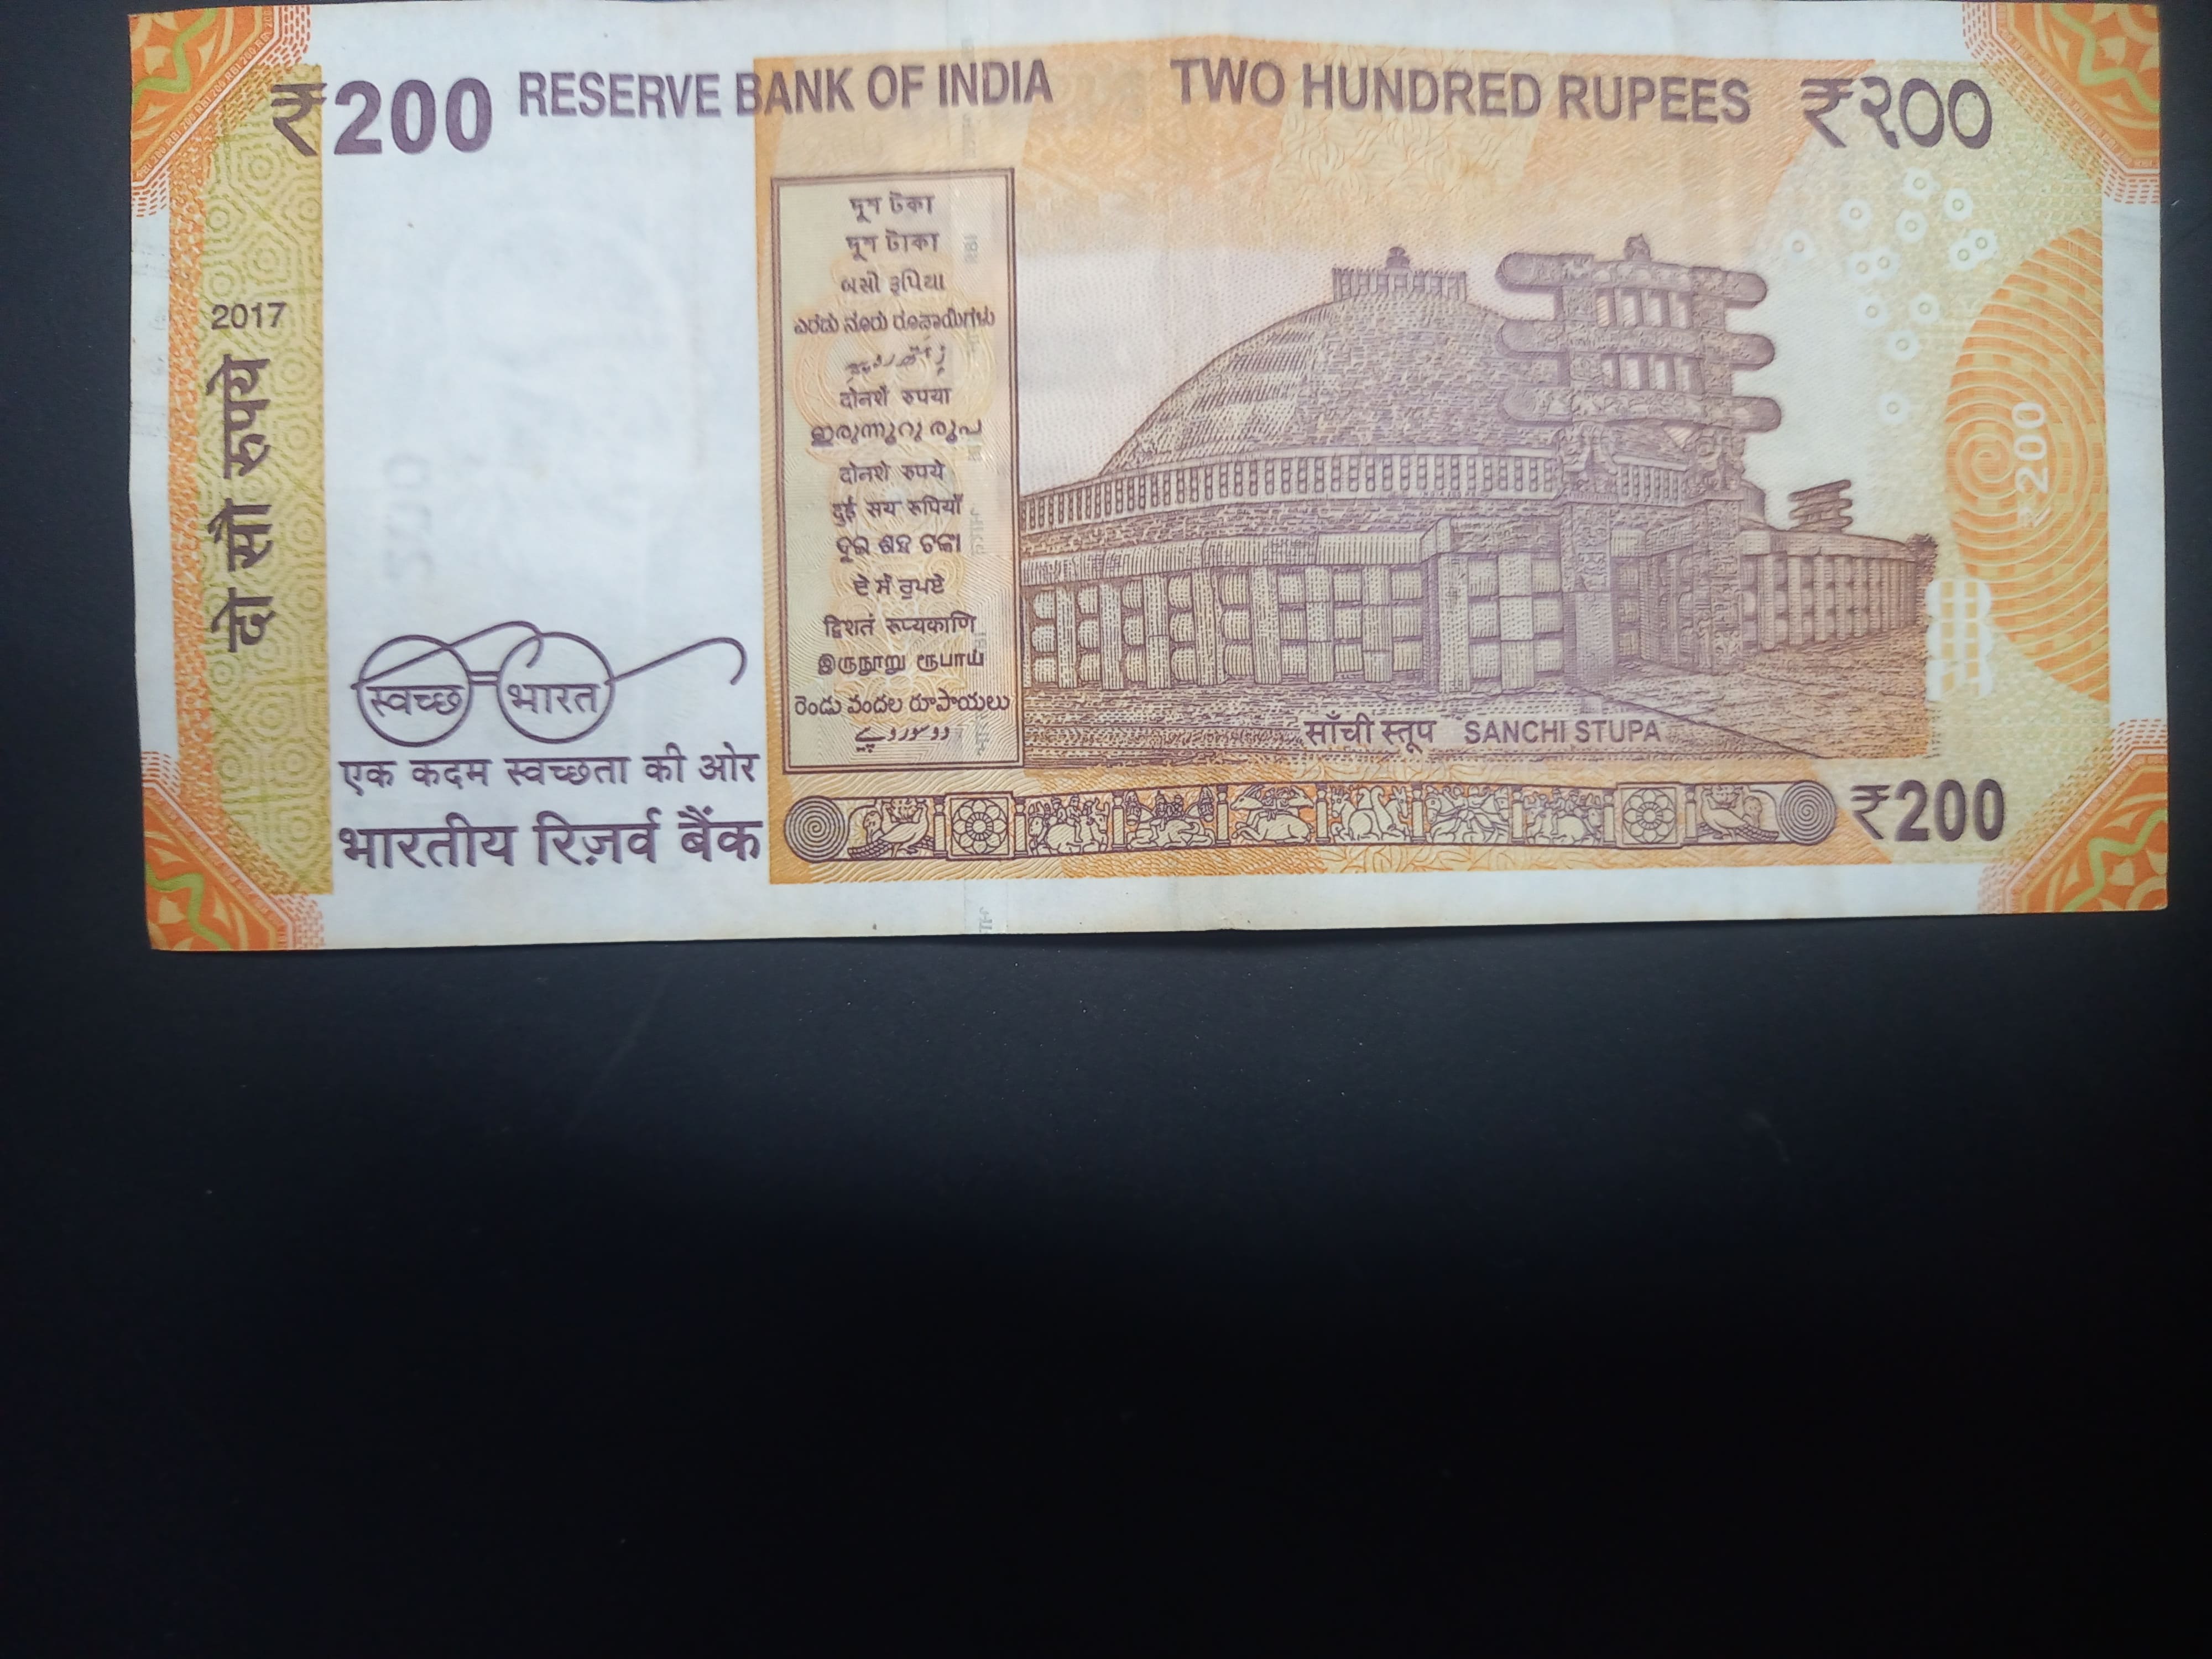 ₹200 RESERVE BANK OF INDIA TWO HUNDRED RUPEES ₹२००
2017
दो सौ रुपये
দুশ টকা
দুশ টাকা
બસો રૂપિયા
ಎರಡು ನೂರು ರೂಪಾಯಿಗಳು
दोनशें रुपया
ഇരുന്നൂറു രൂപ
दोनशे रुपये
दुई सय रुपियाँ
ଦୁଇ ଶହ ଟଙ୍କା
ਦੋ ਸੌ ਰੁਪਏ
द्विशतं रूप्यकाणि
இருநூறு ரூபாய்
రెండు వందల రూపాయలు
دو سو روپیے
₹200
साँची स्तूप SANCHI STUPA
स्वच्छ भारत
एक कदम स्वच्छता की ओर
भारतीय रिज़र्व बैंक
₹200